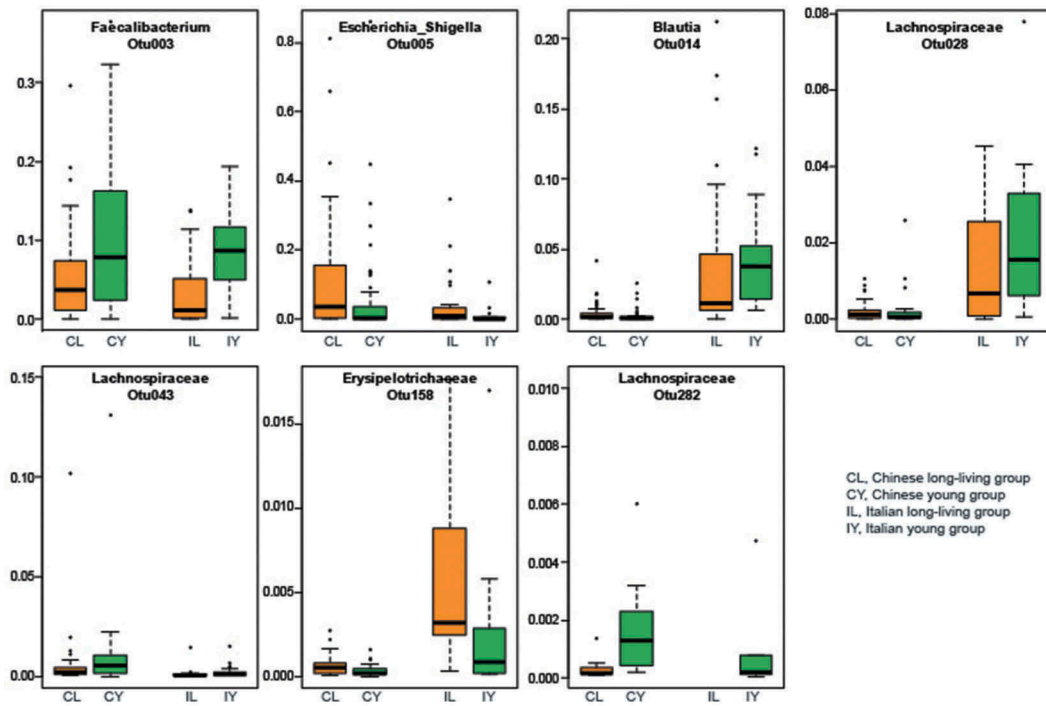 Faecalibacterium
Otu003
0.3
0.2
0.1
0.0
CL CY IL IY
Escherichia_Shigella
Otu005
0.8
0.6
0.4
0.2
0.0
CL CY IL IY
Blautia
Otu014
0.20
0.15
0.10
0.05
0.00
CL CY IL IY
Lachnospiraceae
Otu028
0.08
0.06
0.04
0.02
0.00
CL CY IL IY
Lachnospiraceae
Otu043
0.15
0.10
0.05
0.00
CL CY IL IY
Erysipelotrichaeeae
Otu158
0.015
0.010
0.005
0.000
CL CY IL IY
Lachnospiraceae
Otu282
0.010
0.008
0.006
0.004
0.002
0.000
CL CY IL IY
CL, Chinese long-living group
CY, Chinese young group
IL, Italian long-living group
IY, Italian young group